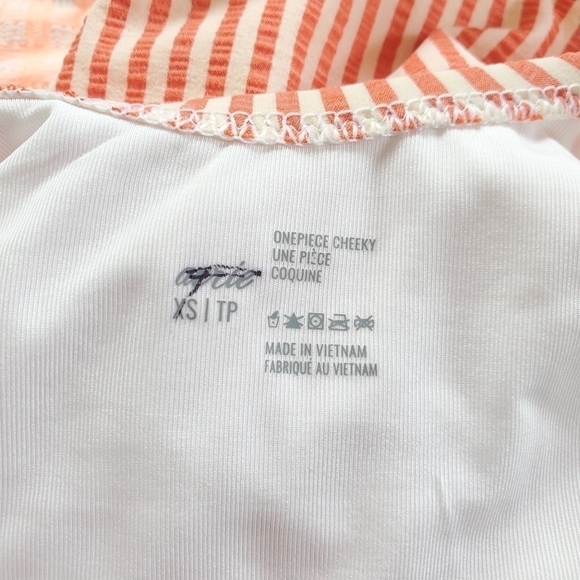 aerie
XS | TP
ONEPIECE CHEEKY
UNE PIÈCE
COQUINE
MADE IN VIETNAM
FABRIQUÉ AU VIETNAM